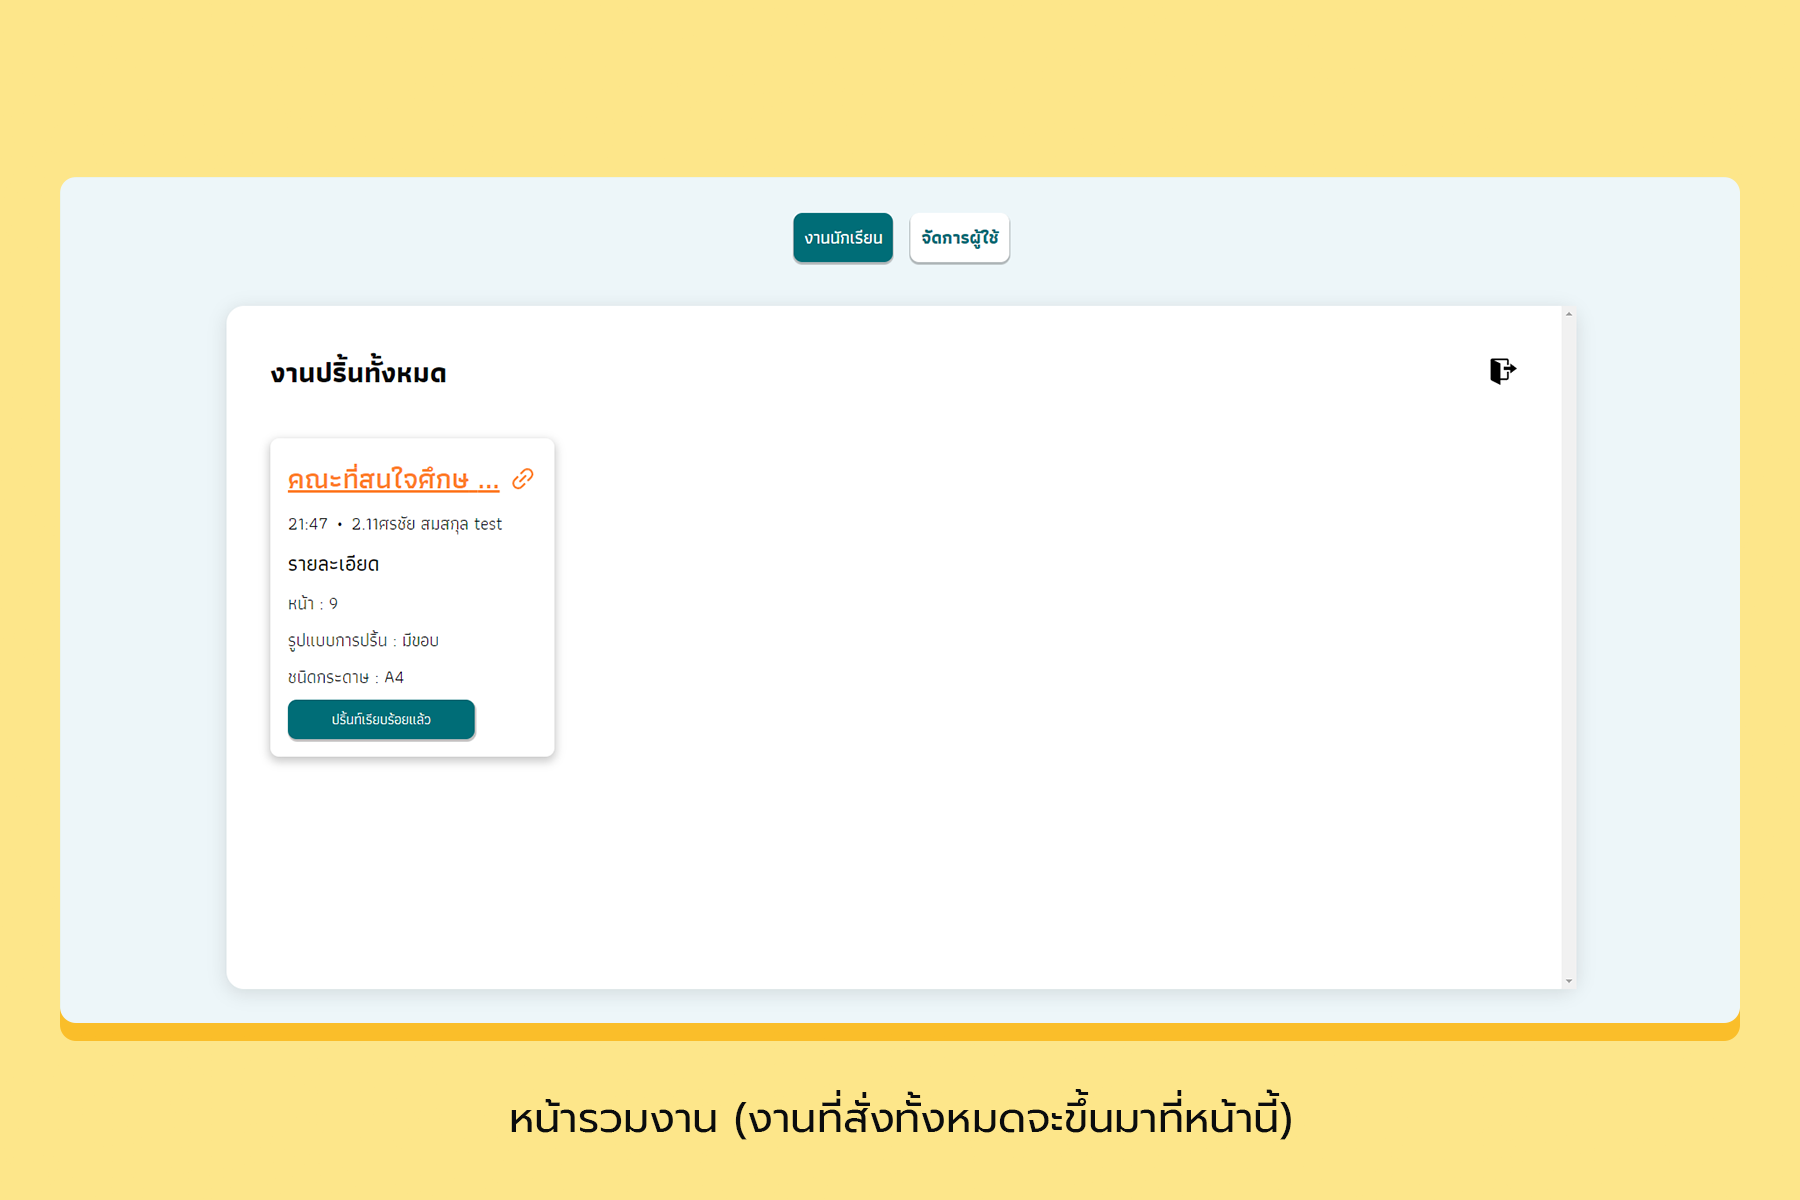 งานนักเรียน
จัดการผู้ใช้
งานปริ้นทั้งหมด
คณะที่สนใจศึกษ ...
21:47 • 2.11ศรชัย สมสกุล test
รายละเอียด
หน้า : 9
รูปแบบการปริ้น : มีขอบ
ชนิดกระดาษ : A4
ปริ้นท์เรียบร้อยแล้ว
หน้ารวมงาน (งานที่สั่งทั้งหมดจะขึ้นมาที่หน้านี้)